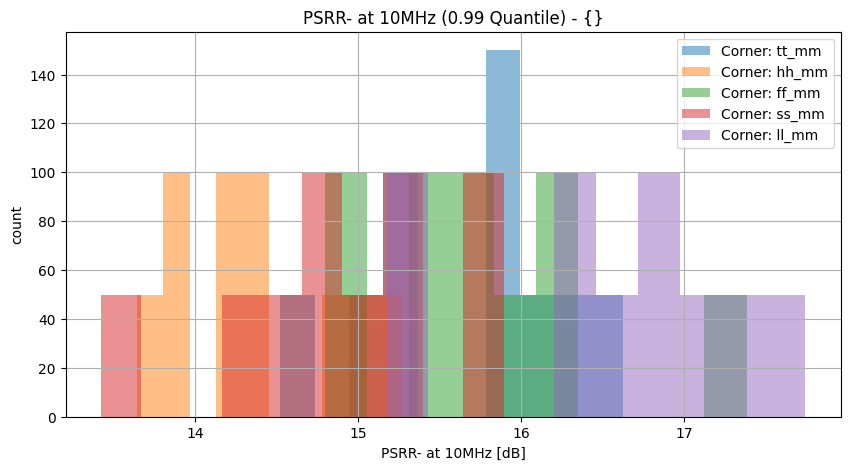 PSRR- at 10MHz (0.99 Quantile) - {}
Corner: tt_mm
Corner: hh_mm
Corner: ff_mm
Corner: ss_mm
Corner: ll_mm
count
140
120
100
80
60
40
20
0
14 15 16 17
PSRR- at 10MHz [dB]